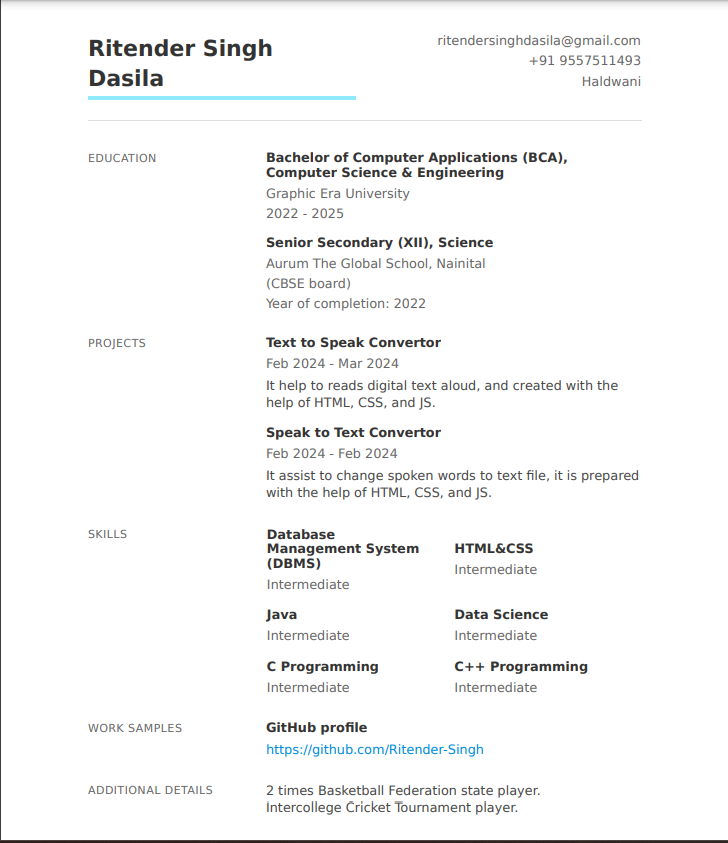 Ritender Singh
Dasila
ritendersinghdasila@gmail.com
+91 9557511493
Haldwani
EDUCATION
Bachelor of Computer Applications (BCA),
Computer Science & Engineering
Graphic Era University
2022 - 2025
Senior Secondary (XII), Science
Aurum The Global School, Nainital
(CBSE board)
Year of completion: 2022
PROJECTS
Text to Speak Convertor
Feb 2024 - Mar 2024
It help to reads digital text aloud, and created with the
help of HTML, CSS, and JS.
Speak to Text Convertor
Feb 2024 - Feb 2024
It assist to change spoken words to text file, it is prepared
with the help of HTML, CSS, and JS.
SKILLS
Database
Management System
(DBMS)
Intermediate
HTML&CSS
Intermediate
Java
Intermediate
Data Science
Intermediate
C Programming
Intermediate
C++ Programming
Intermediate
WORK SAMPLES
GitHub profile
https://github.com/Ritender-Singh
ADDITIONAL DETAILS
2 times Basketball Federation state player.
Intercollege Cricket Tournament player.